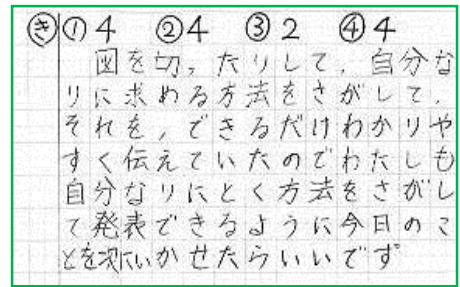 き ①4 ②4 ③2 ④4
図を切ったりして、自分な
りに求める方法をさがして、
それを、できるだけわかりや
すく伝えていたのでわたしも
自分なりにとく方法をさがし
て発表できるように今日のこ
とを次にいかせたらいいです。